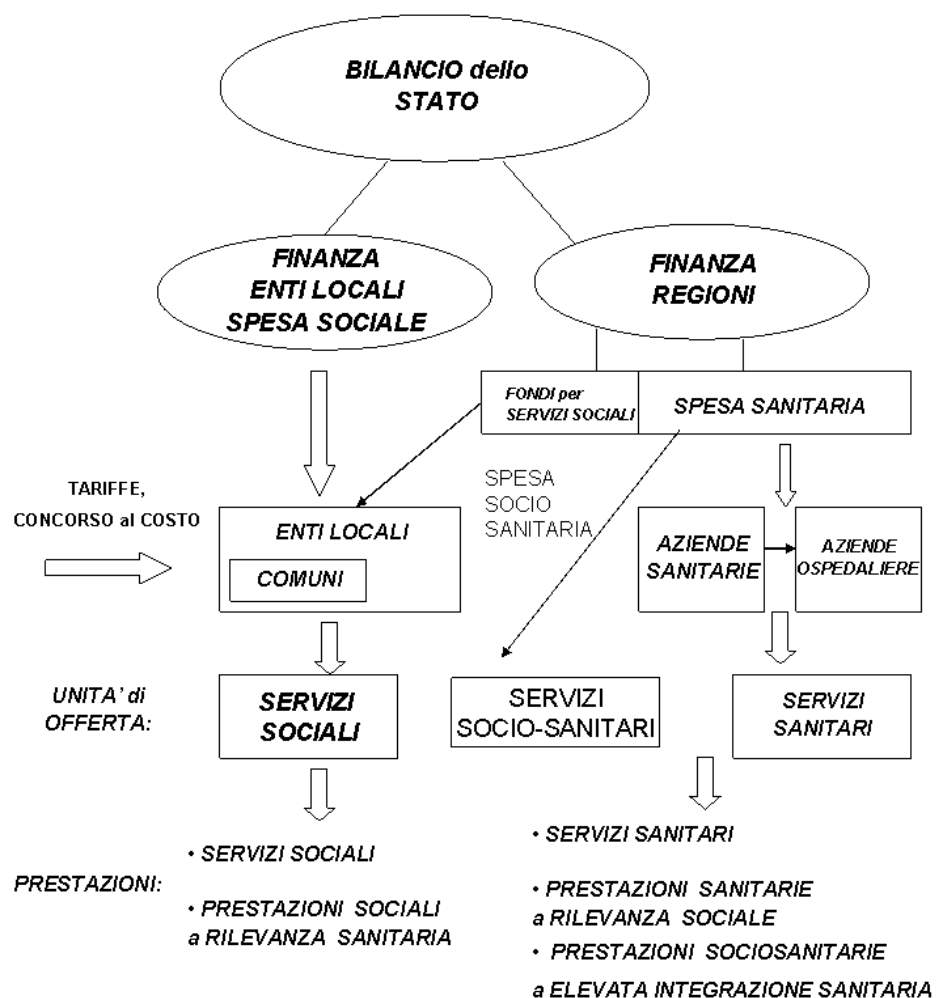 BILANCIO dello
STATO
FINANZA
ENTI LOCALI
SPESA SOCIALE
FINANZA
REGIONI
FONDI per
SERVIZI SOCIALI
SPESA SANITARIA
SPESA
SOCIO
SANITARIA
TARIFFE,
CONCORSO al COSTO
ENTI LOCALI
COMUNI
AZIENDE
SANITARIE
AZIENDE
OSPEDALIERE
UNITA' di
OFFERTA:
SERVIZI
SOCIALI
SERVIZI
SOCIO-SANITARI
SERVIZI
SANITARI
PRESTAZIONI:
• SERVIZI SOCIALI
• PRESTAZIONI SOCIALI
a RILEVANZA SANITARIA
• SERVIZI SANITARI
• PRESTAZIONI SANITARIE
a RILEVANZA SOCIALE
• PRESTAZIONI SOCIOSANITARIE
a ELEVATA INTEGRAZIONE SANITARIA